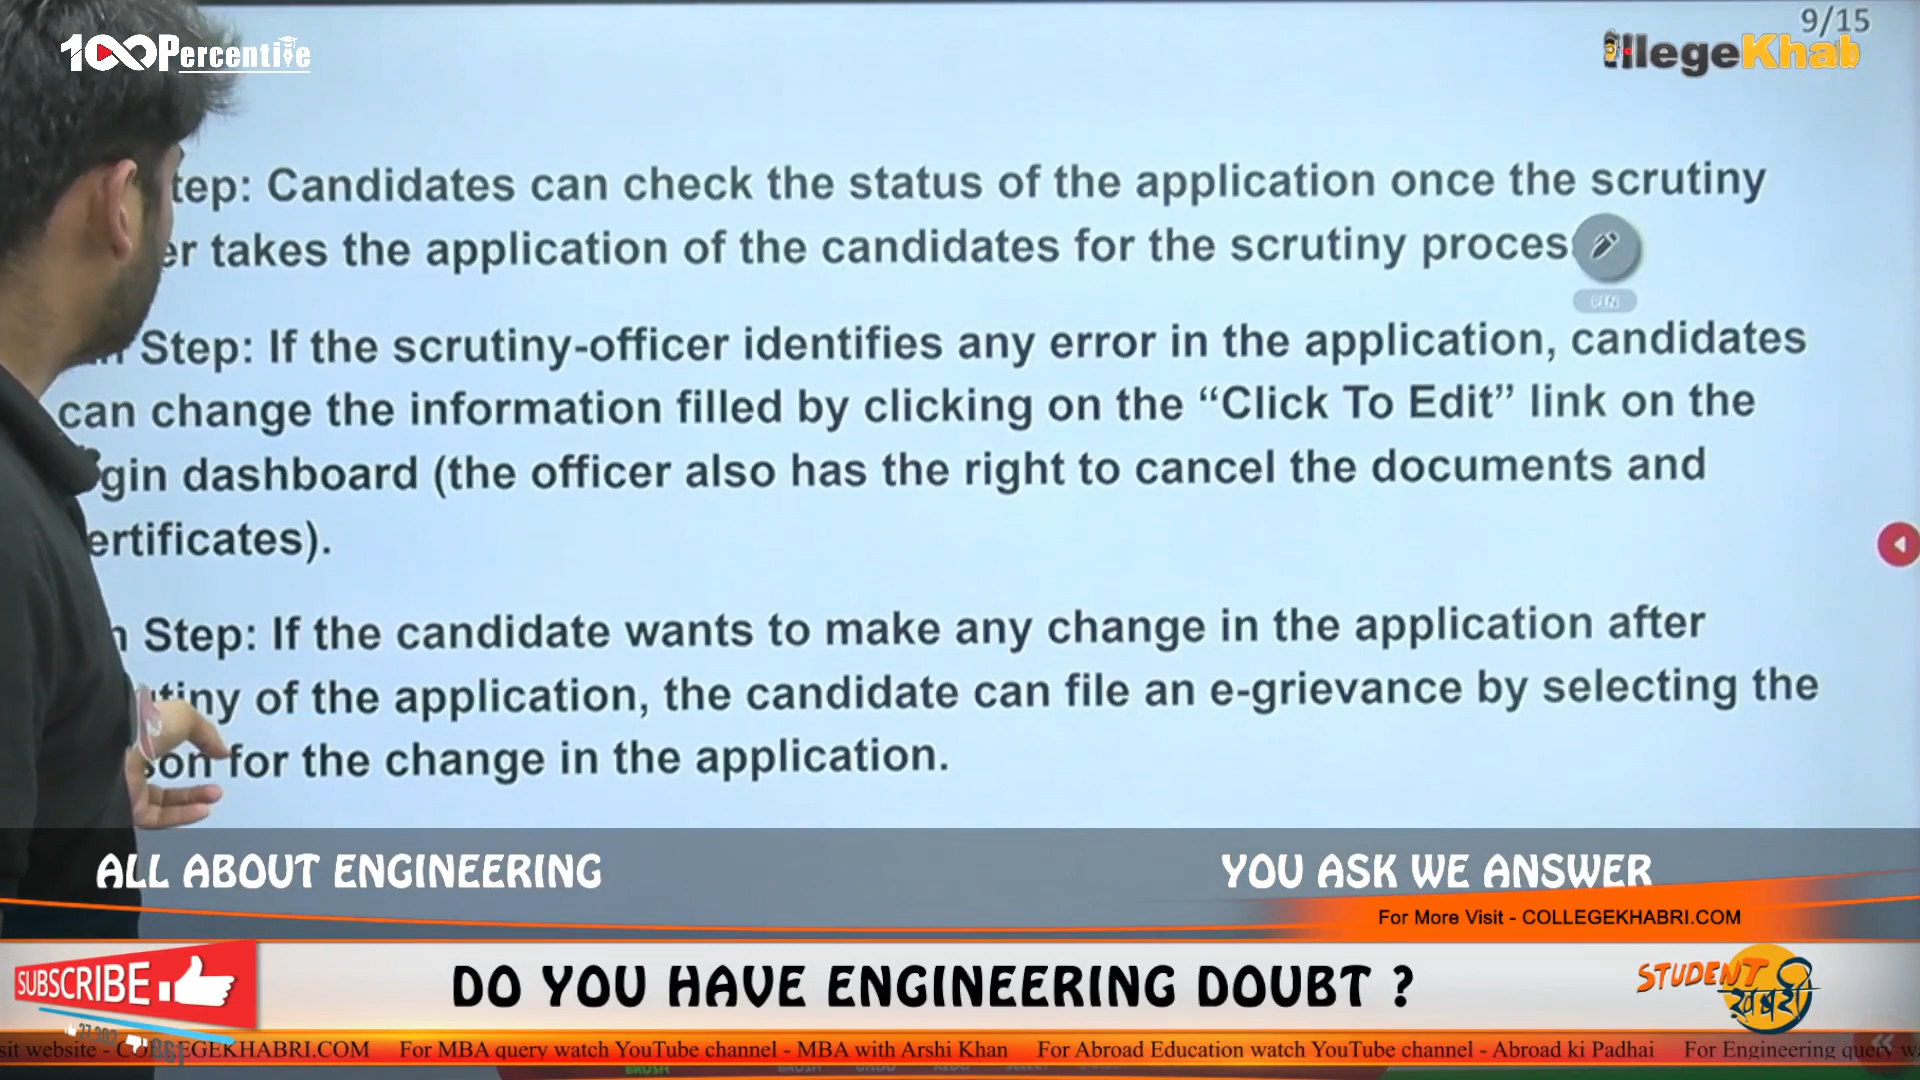 100Percentile
9/15
llegeKhab
tep: Candidates can check the status of the application once the scrutiny
er takes the application of the candidates for the scrutiny proces
PEN
Step: If the scrutiny-officer identifies any error in the application, candidates
can change the information filled by clicking on the “Click To Edit” link on the
gin dashboard (the officer also has the right to cancel the documents and
ertificates).
Step: If the candidate wants to make any change in the application after
tiny of the application, the candidate can file an e-grievance by selecting the
son for the change in the application.
ALL ABOUT ENGINEERING
YOU ASK WE ANSWER
For More Visit - COLLEGEKHABRI.COM
SUBSCRIBE
DO YOU HAVE ENGINEERING DOUBT ?
STUDENT
खबरी
sit website - COLLEGEKHABRI.COM For MBA query watch YouTube channel - MBA with Arshi Khan For Abroad Education watch YouTube channel - Abroad ki Padhai For Engineering query wa
BRUSH